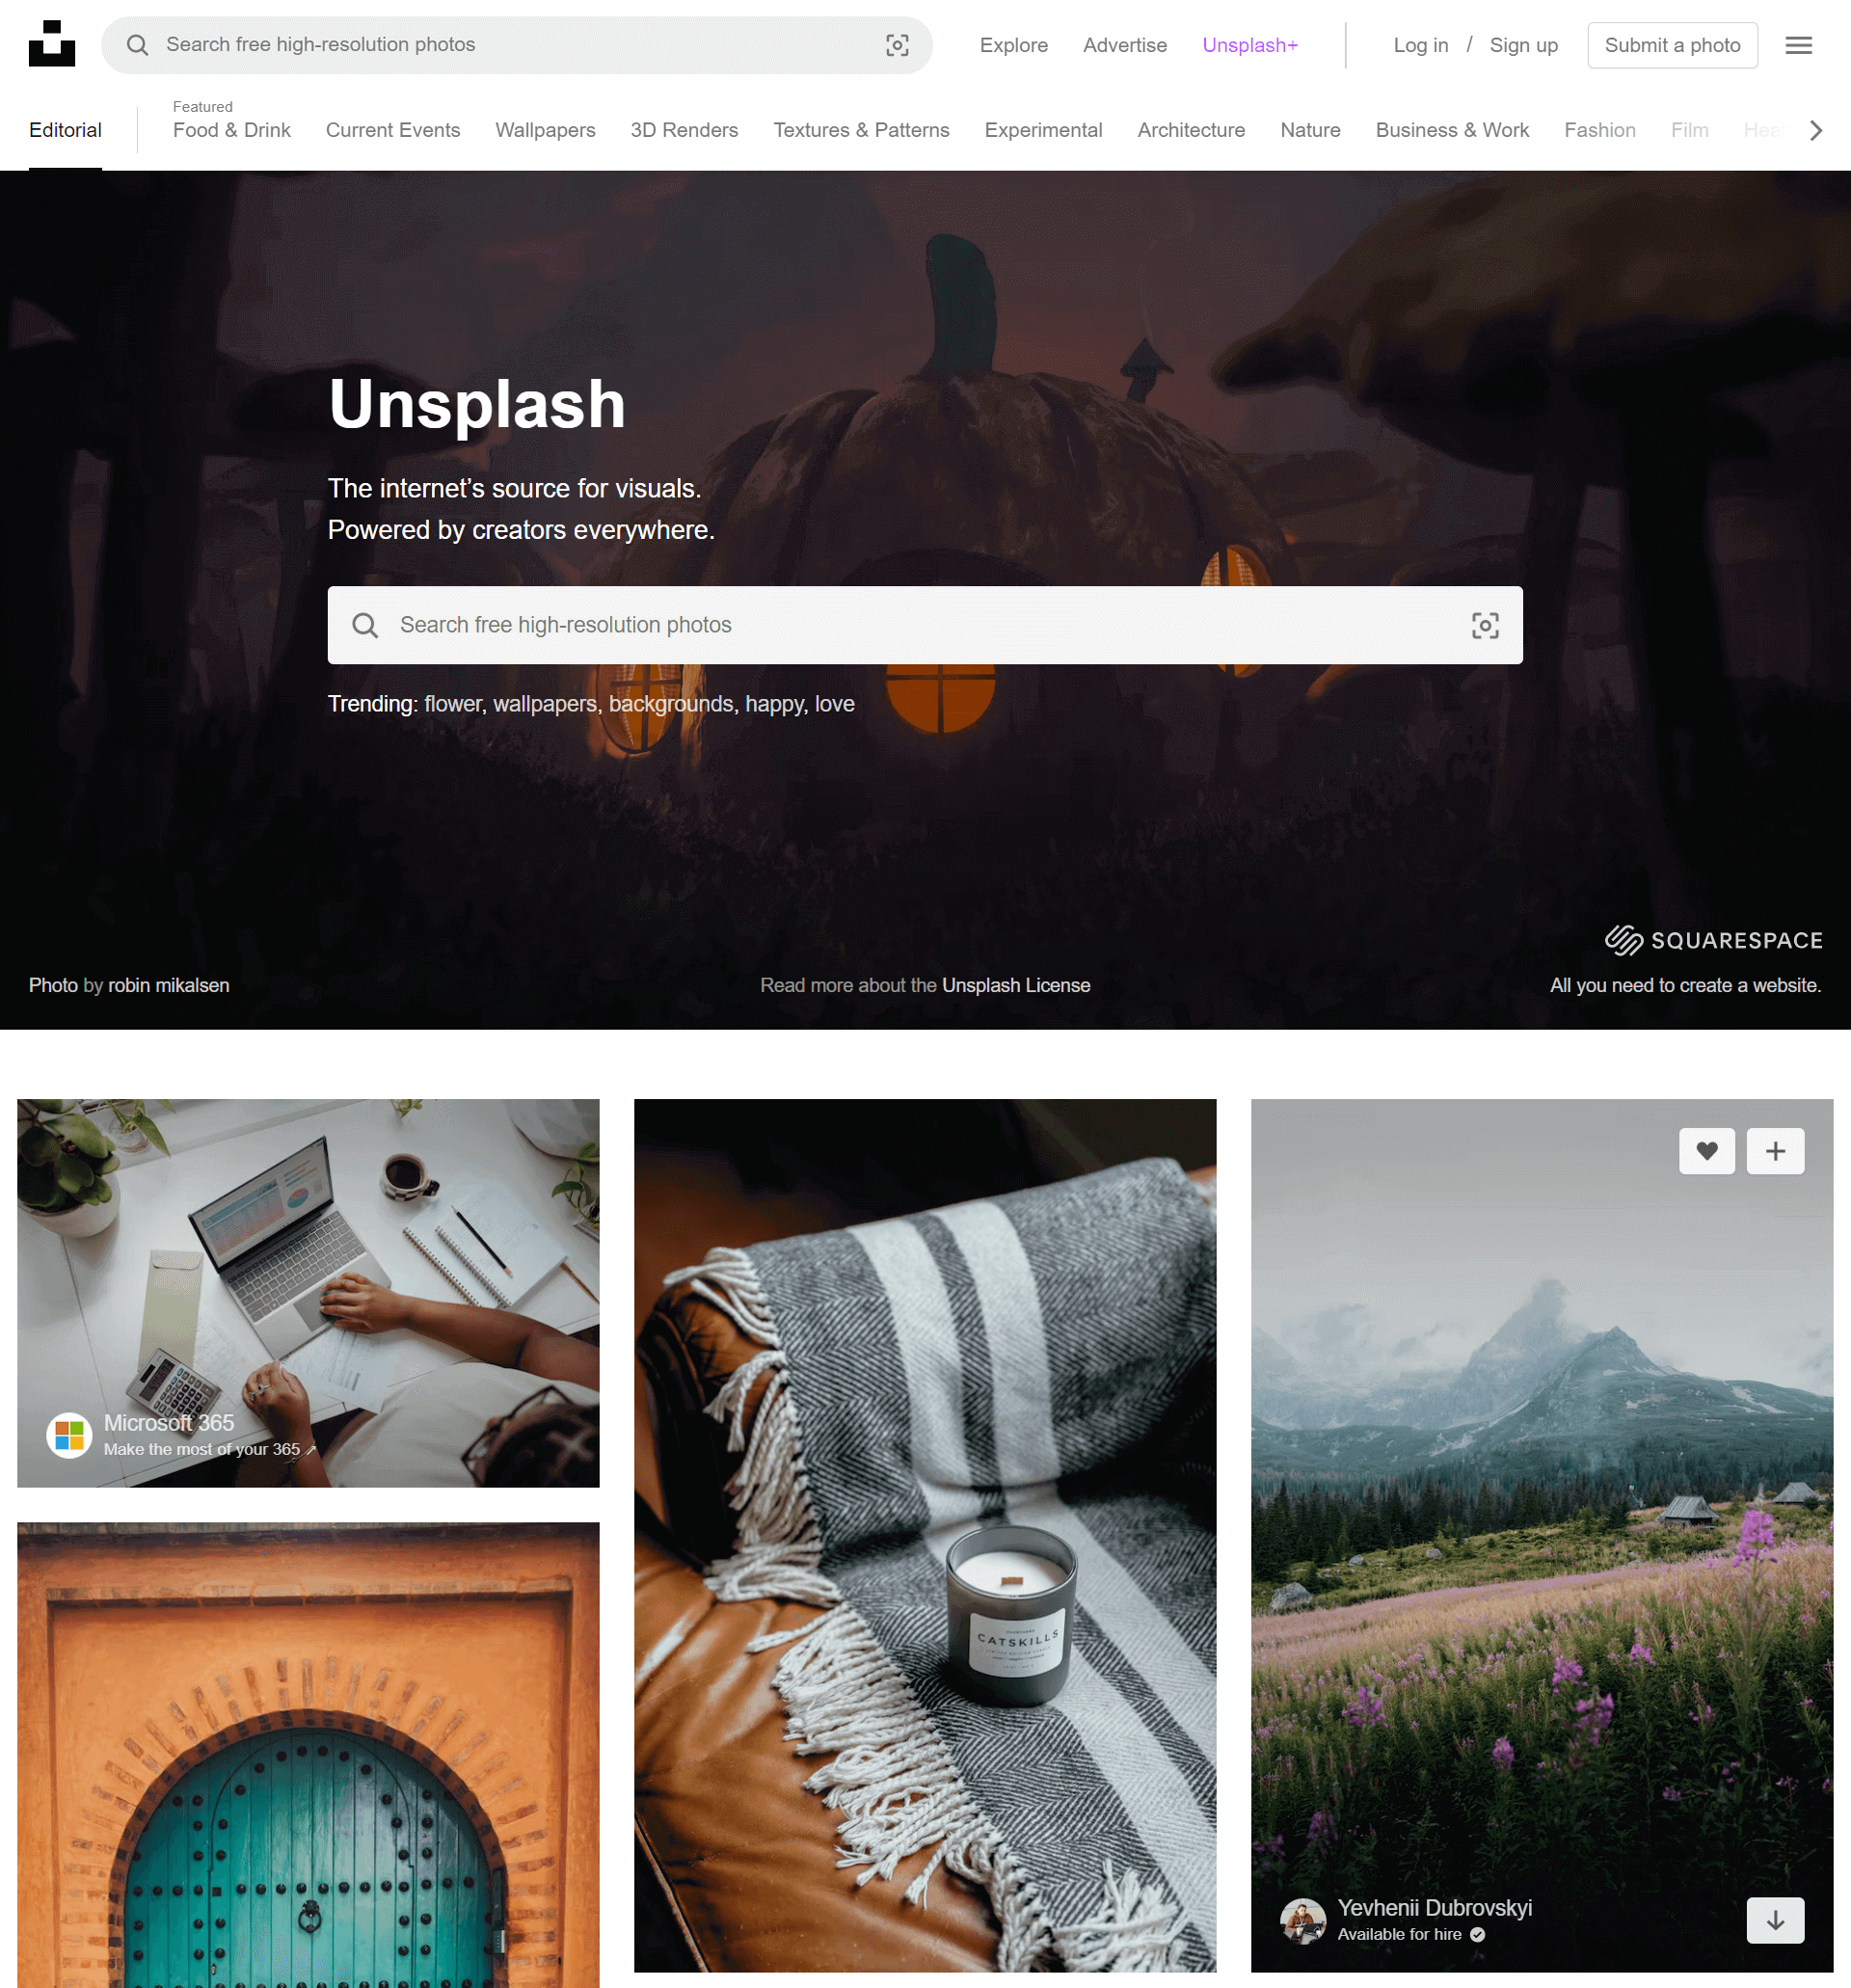 Search free high-resolution photos
Explore
Advertise
Unsplash+
Log in / Sign up
Submit a photo
Editorial
Featured
Food & Drink
Current Events
Wallpapers
3D Renders
Textures & Patterns
Experimental
Architecture
Nature
Business & Work
Fashion
Film
Unsplash
The internet’s source for visuals.
Powered by creators everywhere.
Search free high-resolution photos
Trending: flower, wallpapers, backgrounds, happy, love
SQUARESPACE
Photo by robin mikalsen
Read more about the Unsplash License
All you need to create a website.
Microsoft 365
Make the most of your 365 ↗
CATSKILLS
Yevhenii Dubrovskyi
Available for hire